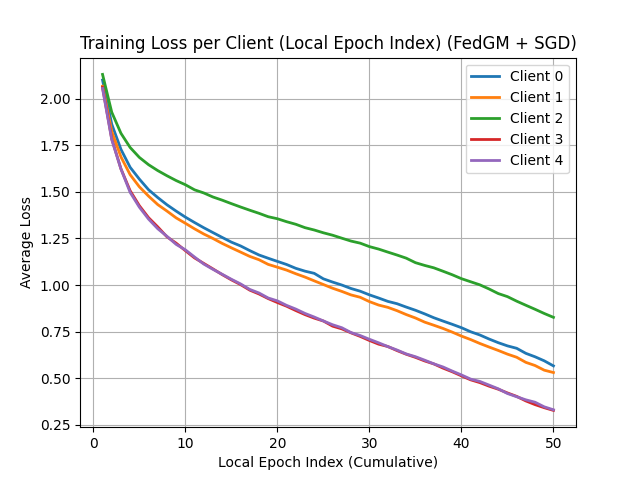 Training Loss per Client (Local Epoch Index) (FedGM + SGD)
Client 0
Client 1
Client 2
Client 3
Client 4
Average Loss
2.00
1.75
1.50
1.25
1.00
0.75
0.50
0.25
0 10 20 30 40 50
Local Epoch Index (Cumulative)